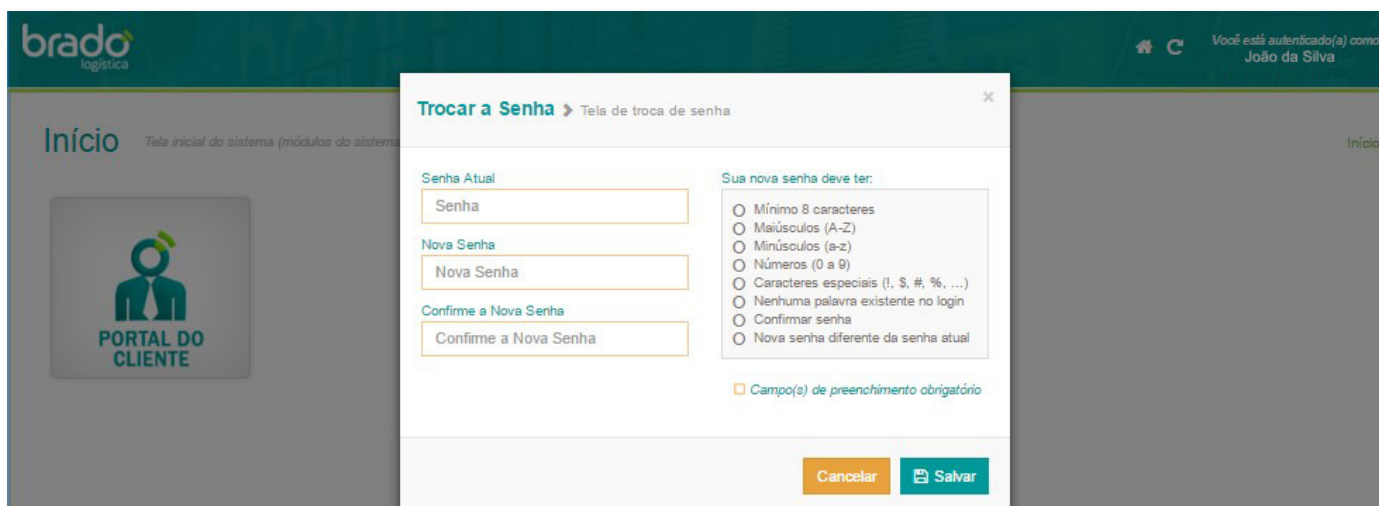 brado
logística
Você está autenticado(a) como
João da Silva
Trocar a Senha > Tela de troca de senha
×
Início Tela inicial do sistema (módulos do sistema
Início
Senha Atual
Senha
Nova Senha
Nova Senha
Confirme a Nova Senha
Confirme a Nova Senha
Sua nova senha deve ter:
Mínimo 8 caracteres
Maiúsculos (A-Z)
Minúsculos (a-z)
Números (0 a 9)
Caracteres especiais (!, $, #, %, ...)
Nenhuma palavra existente no login
Confirmar senha
Nova senha diferente da senha atual
Campo(s) de preenchimento obrigatório
PORTAL DO
CLIENTE
Cancelar
Salvar